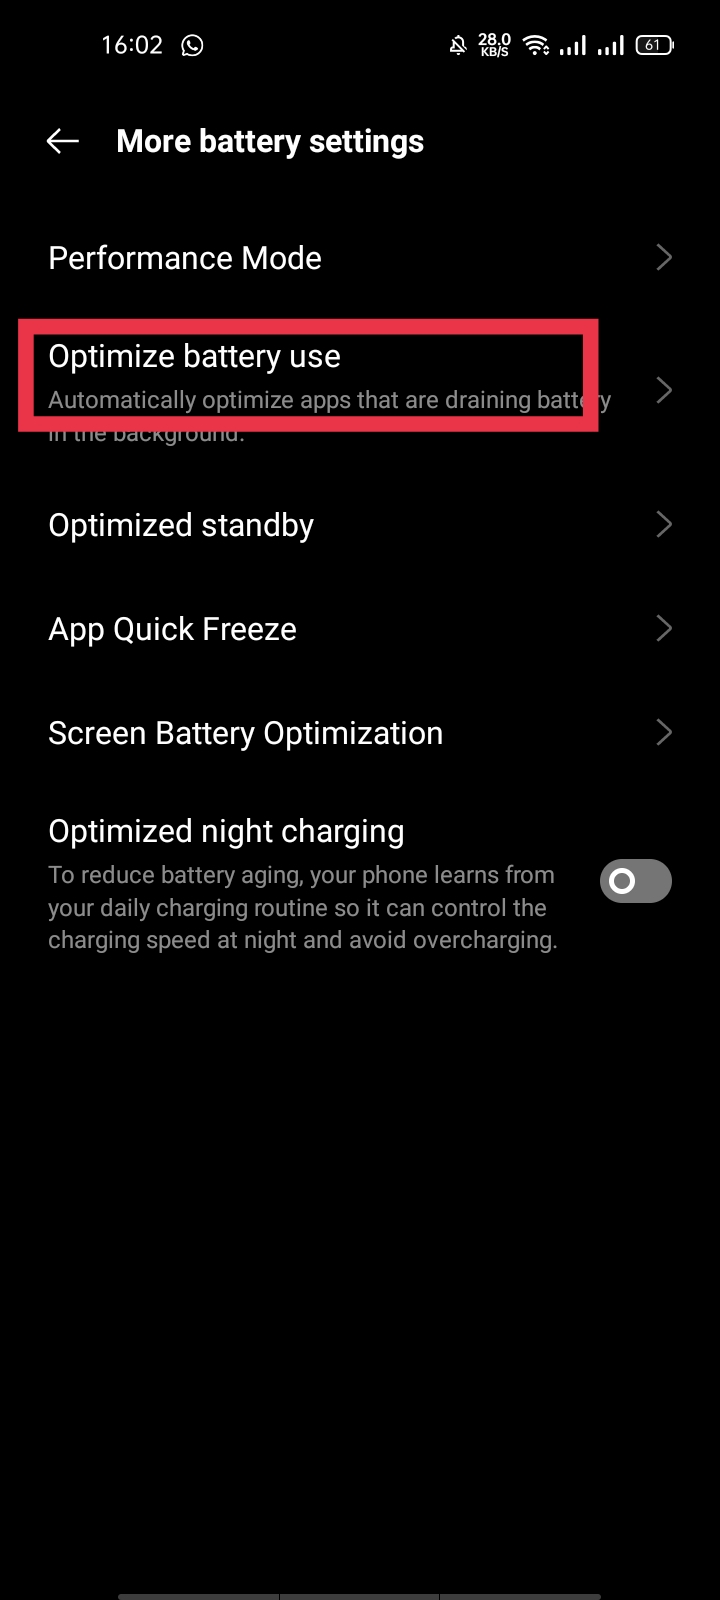 16:02 28.0 KB/S 61
More battery settings
Performance Mode
Optimize battery use
Automatically optimize apps that are draining battery
in the background.
Optimized standby
App Quick Freeze
Screen Battery Optimization
Optimized night charging
To reduce battery aging, your phone learns from
your daily charging routine so it can control the
charging speed at night and avoid overcharging.